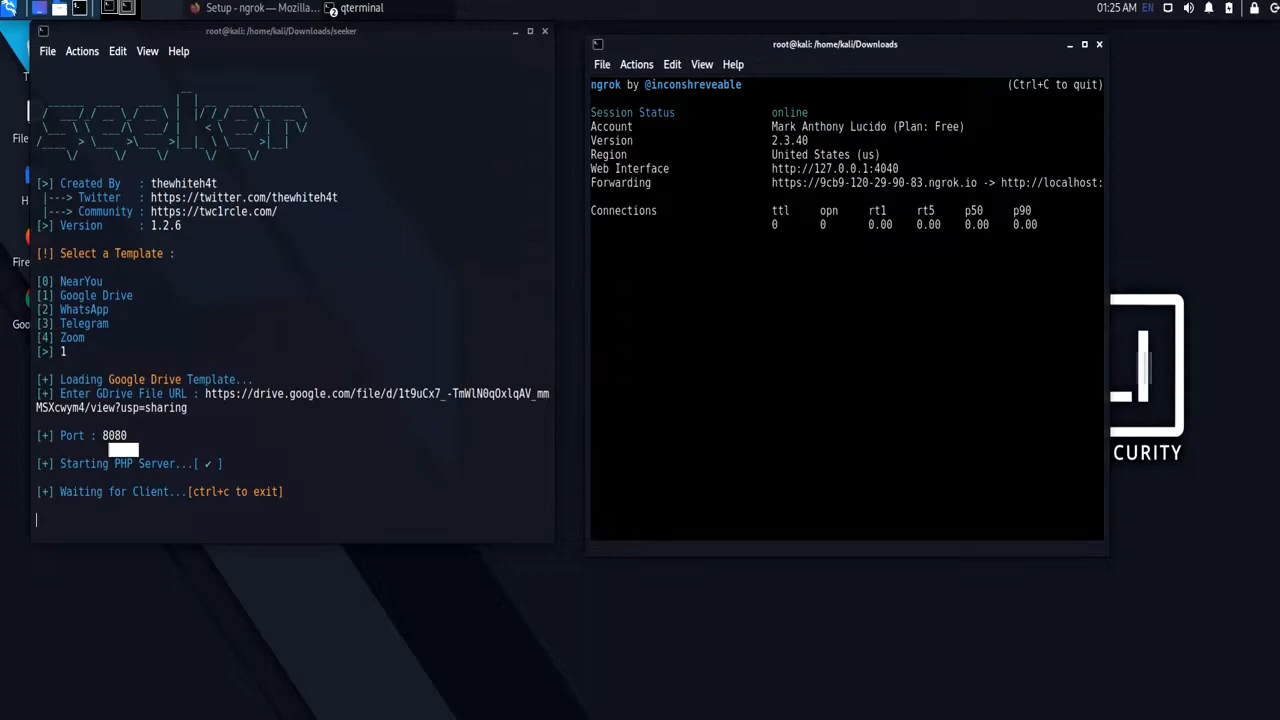 Setup - ngrok — Mozilla...
2
qterminal
01:25 AM
EN
root@kali: /home/kali/Downloads/seeker
File Actions Edit View Help
seeker
[>] Created By : thewhiteh4t
|---> Twitter : https://twitter.com/thewhiteh4t
|---> Community : https://twc1rcle.com/
[>] Version : 1.2.6
[!] Select a Template :
[0] NearYou
[1] Google Drive
[2] WhatsApp
[3] Telegram
[4] Zoom
[>] 1
[+] Loading Google Drive Template...
[+] Enter GDrive File URL : https://drive.google.com/file/d/1t9uCx7_-TmWlN0qOxlqAV_mm
MSXcwym4/view?usp=sharing
[+] Port : 8080
[+] Starting PHP Server...[ ✔ ]
[+] Waiting for Client...[ctrl+c to exit]
root@kali: /home/kali/Downloads
File Actions Edit View Help
ngrok by @inconshreveable (Ctrl+C to quit)
Session Status online
Account Mark Anthony Lucido (Plan: Free)
Version 2.3.40
Region United States (us)
Web Interface http://127.0.0.1:4040
Forwarding https://9cb9-120-29-90-83.ngrok.io -> http://localhost:
Connections ttl opn rt1 rt5 p50 p90
0 0 0.00 0.00 0.00 0.00
T
File
H
Fire
Goo
CURITY